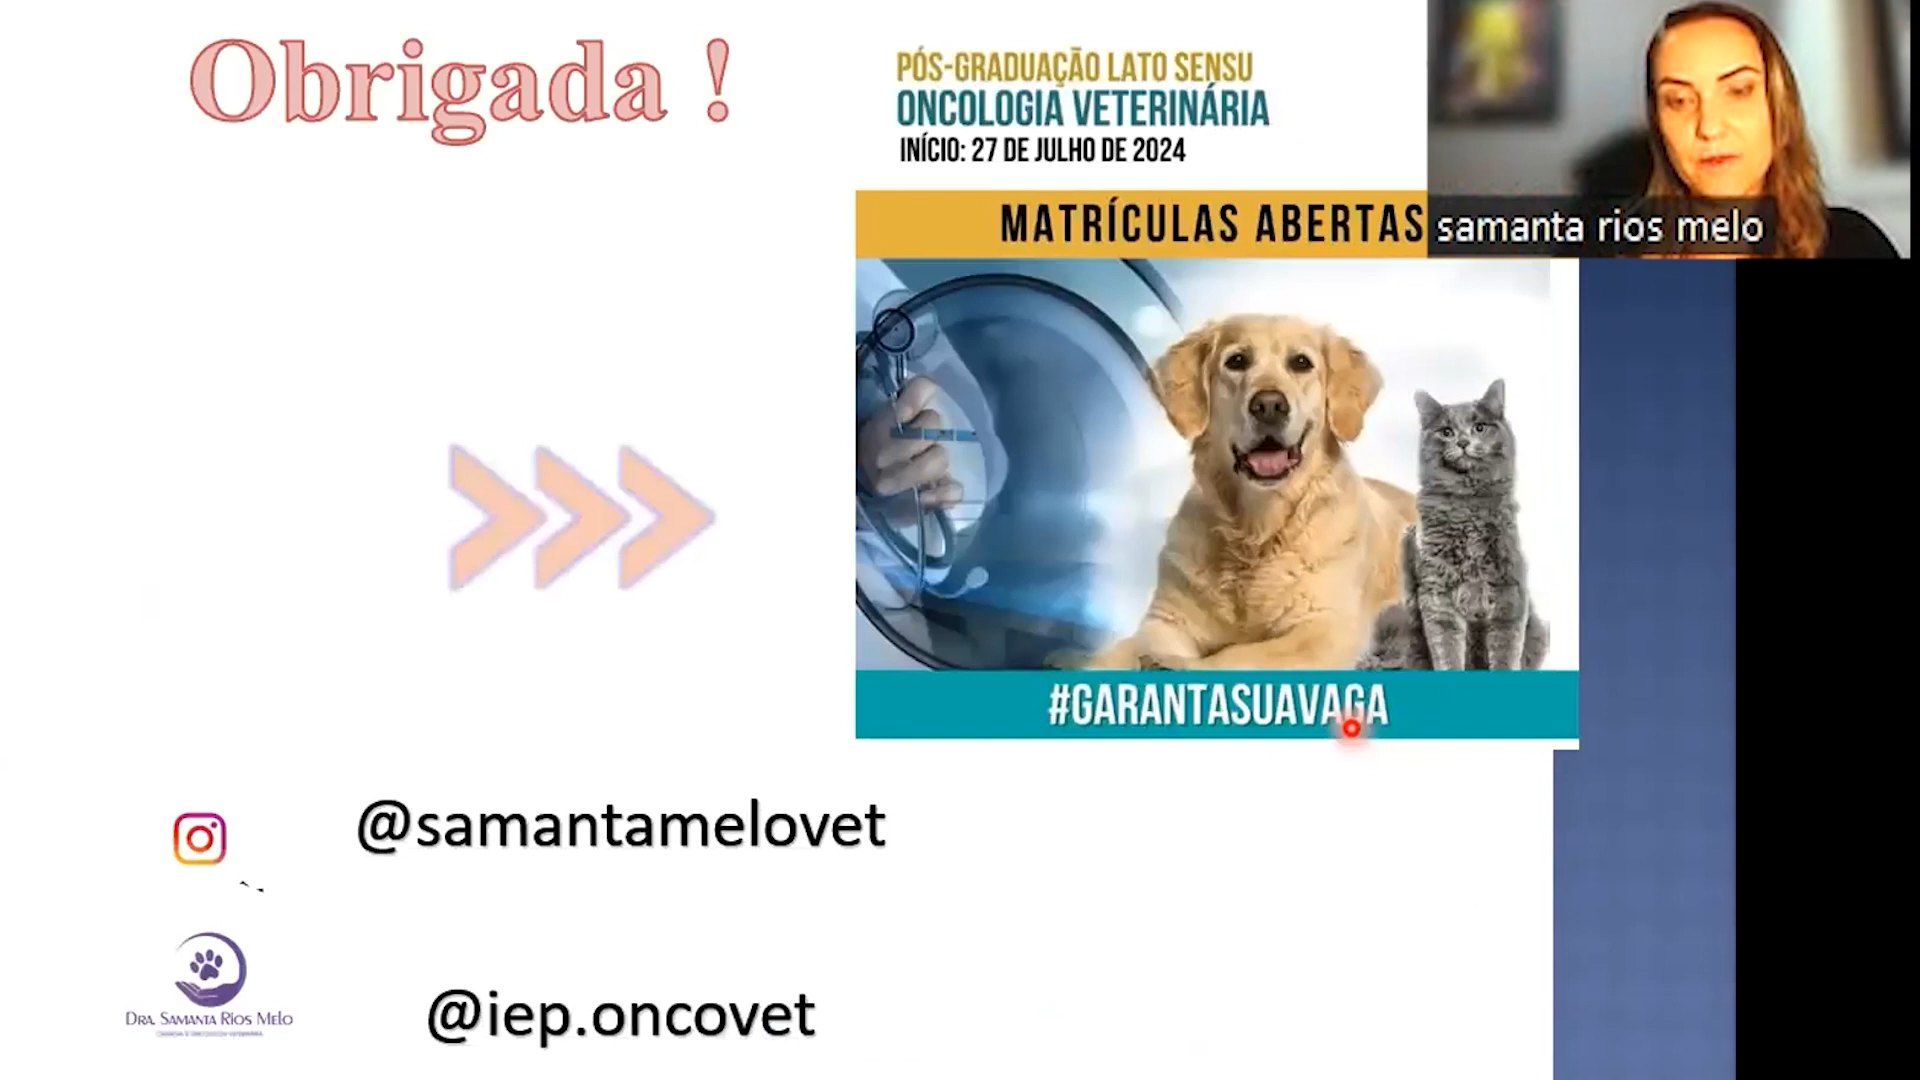 Obrigada !
PÓS-GRADUAÇÃO LATO SENSU
ONCOLOGIA VETERINÁRIA
INÍCIO: 27 DE JULHO DE 2024
MATRÍCULAS ABERTAS
samanta rios melo
#GARANTASUAVAGA
@samantamelovet
DRA. SAMANTA RIOS MELO
@iep.oncovet